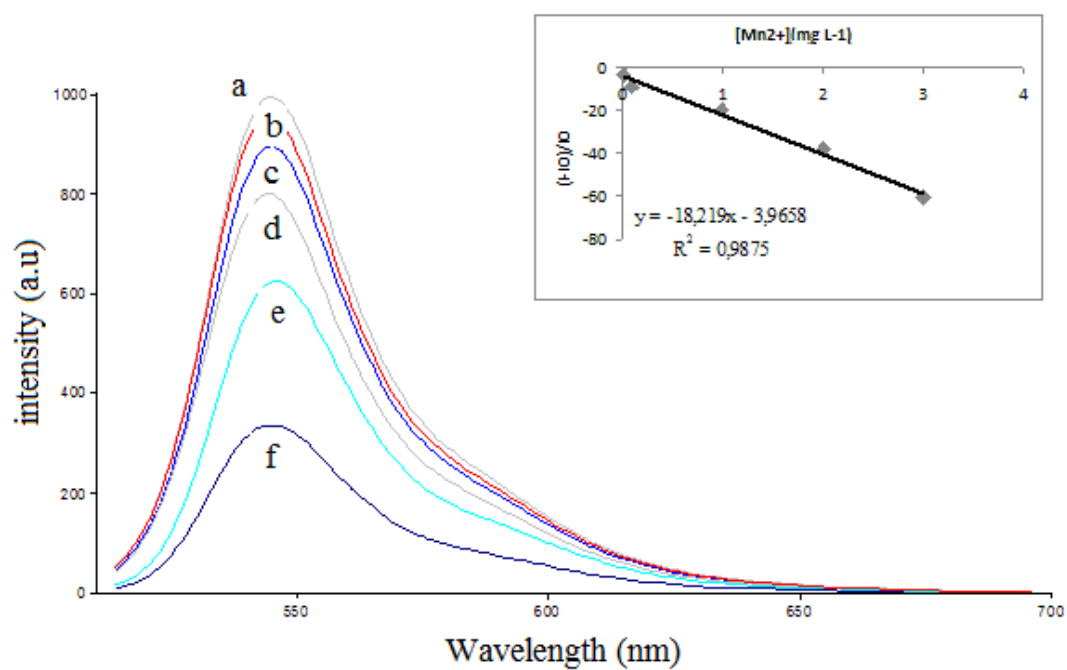 [Mn2+](mg L-1)
0
0
1
2
3
4
-20
-40
-60
-80
(I-I0)/I0
y = -18,219x - 3,9658
R² = 0,9875
a
b
c
d
e
f
1000
800
600
400
200
0
550
600
650
700
intensity (a.u)
Wavelength (nm)